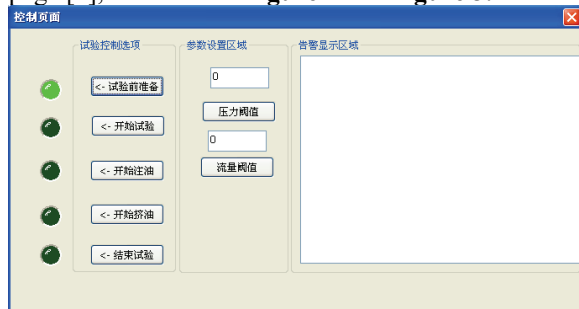 控制页面
试验控制选项
参数设置区域
告警显示区域
<-试验前准备
0
压力阈值
<-开始试验
0
<-开始注油
流量阈值
<-开始挤油
<-结束试验